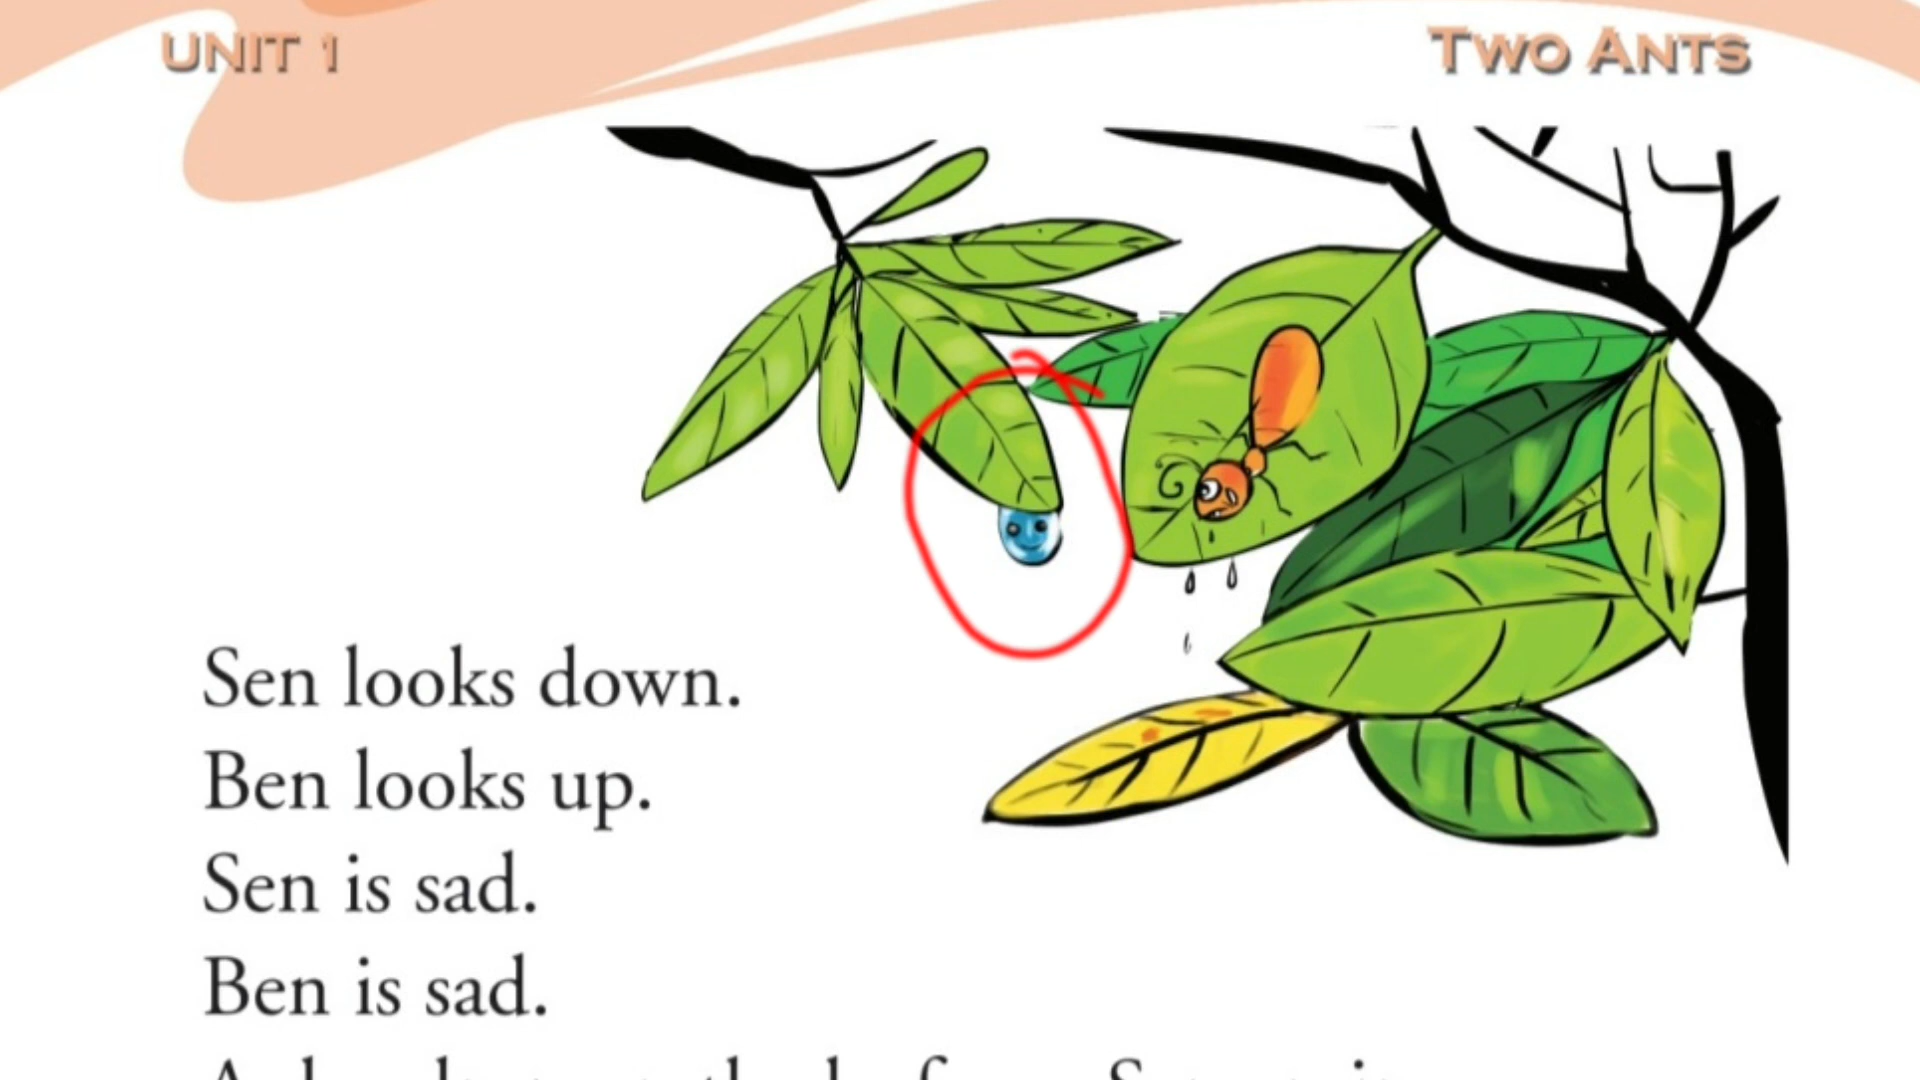 UNIT 1
TWO ANTS
Sen looks down.
Ben looks up.
Sen is sad.
Ben is sad.